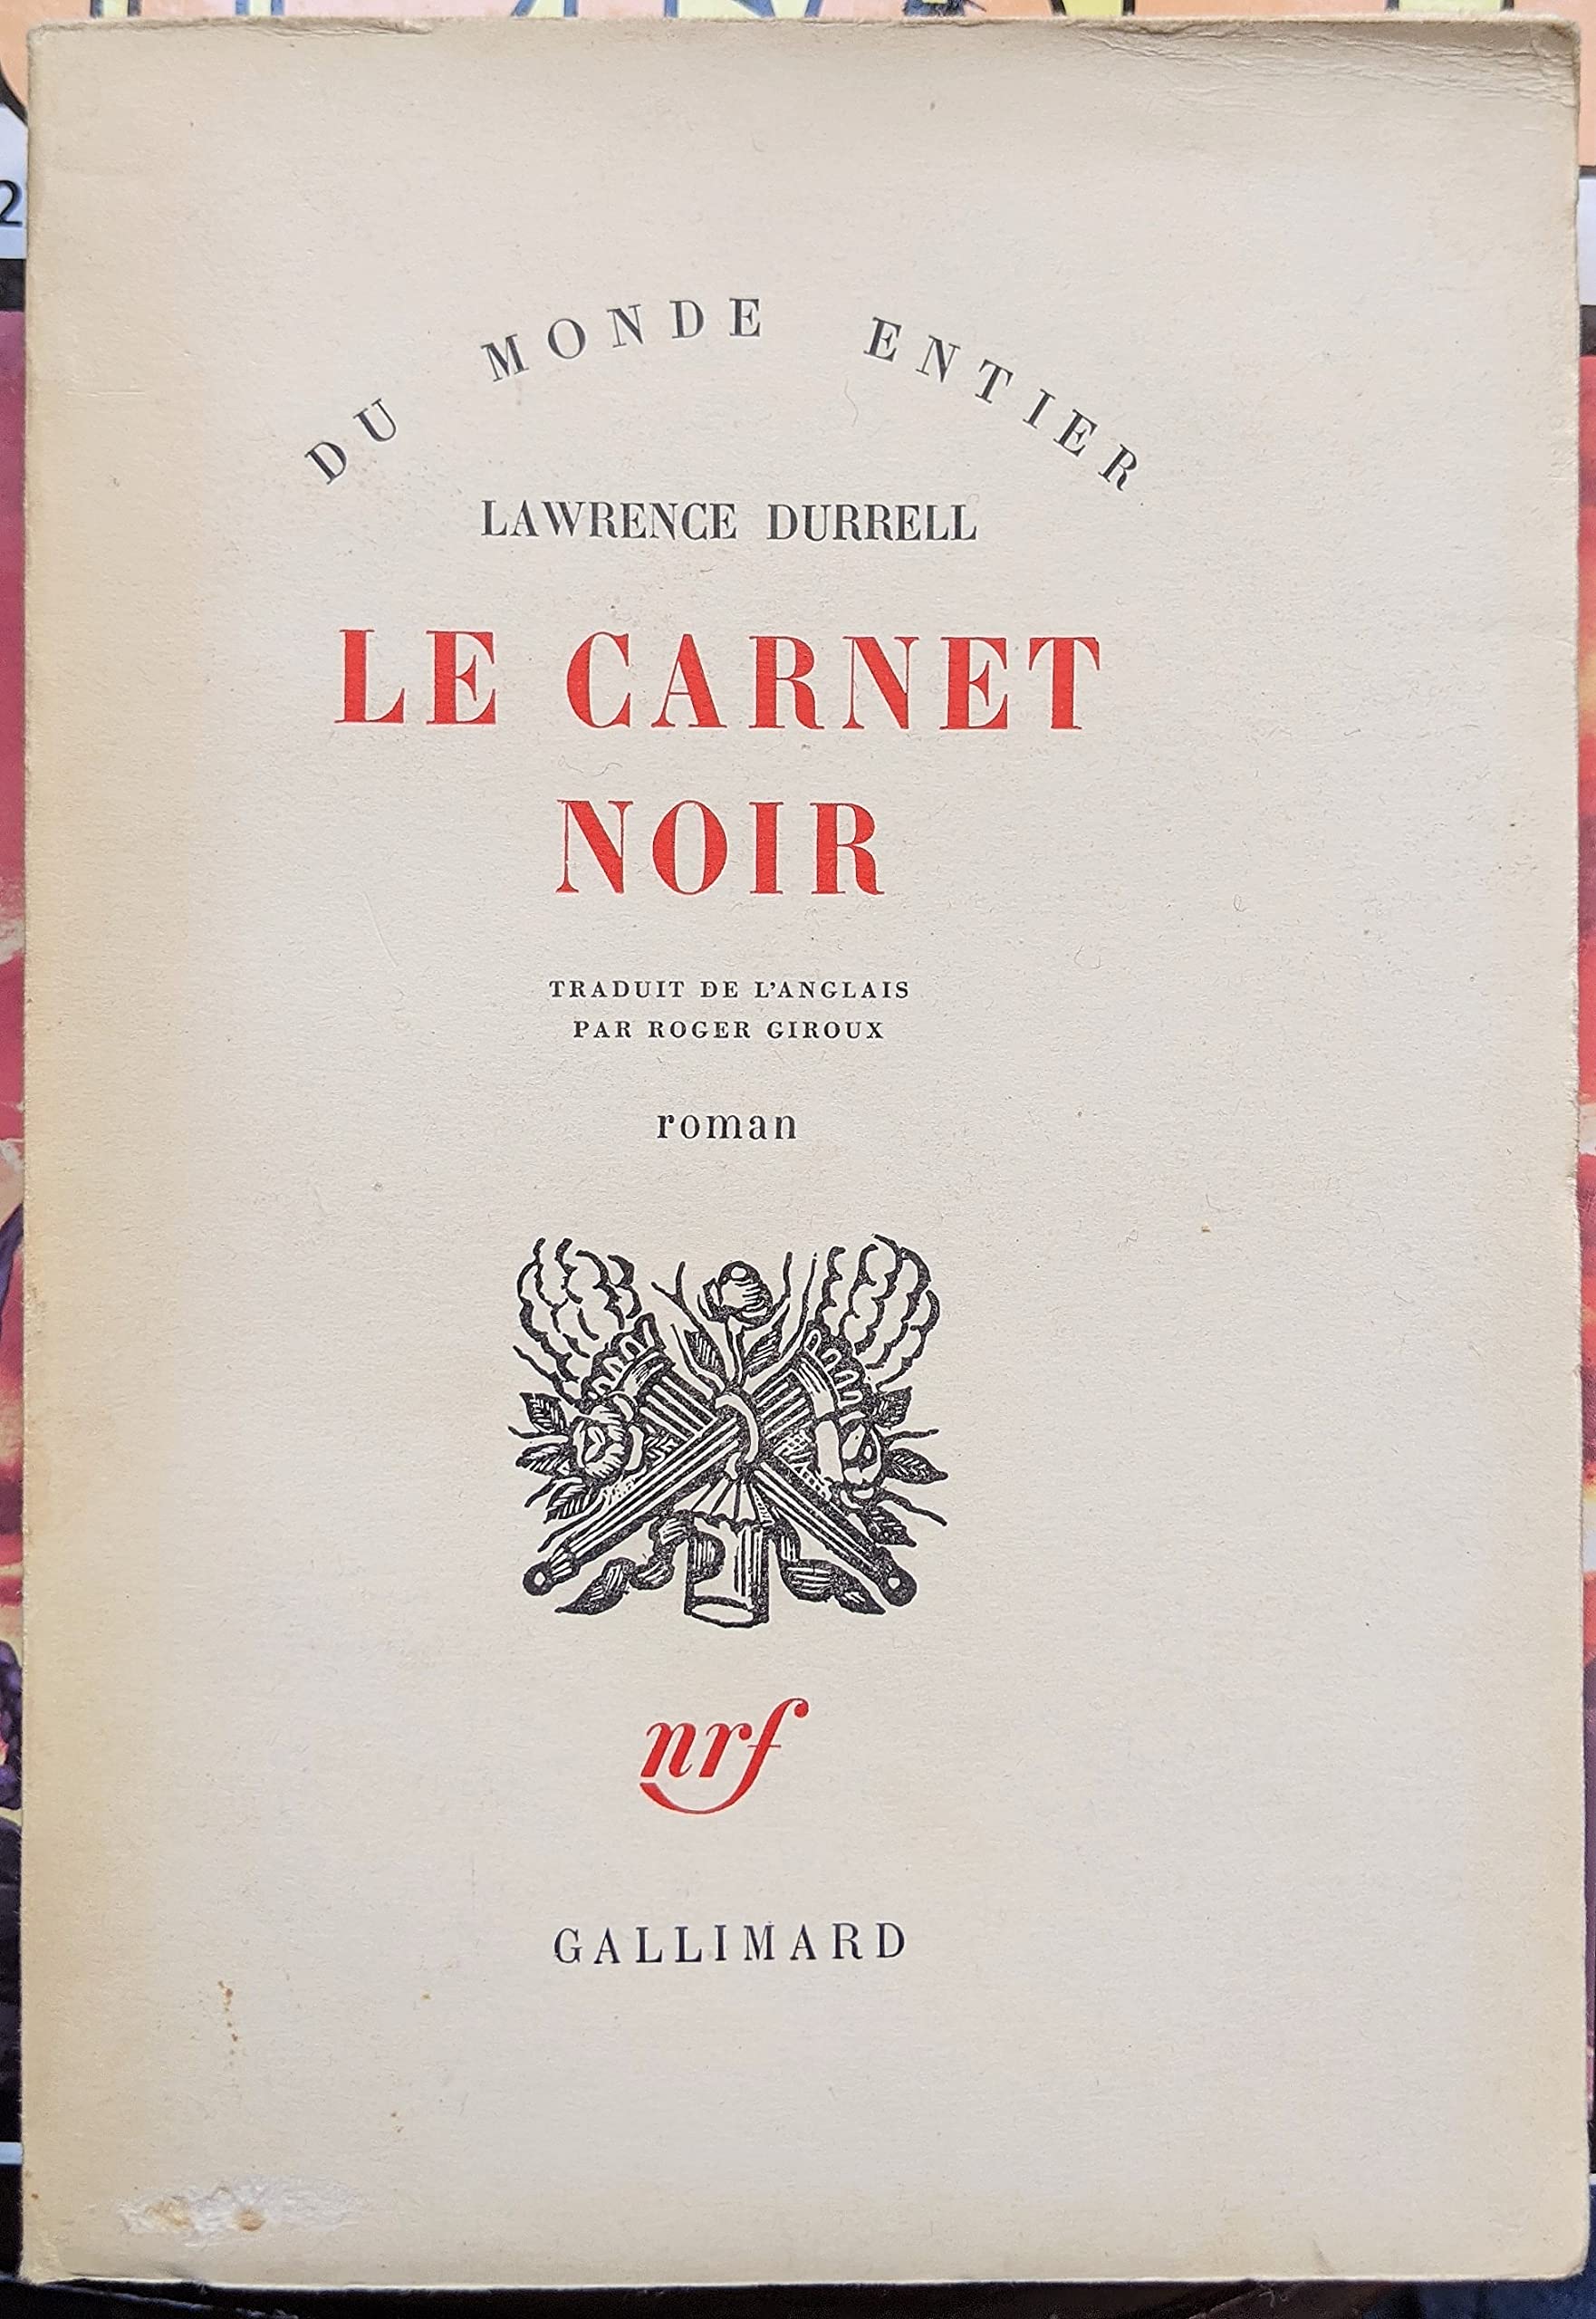 DU MONDE ENTIER
LAWRENCE DURRELL
LE CARNET
NOIR
TRADUIT DE L'ANGLAIS
PAR ROGER GIROUX
roman
nrf
GALLIMARD